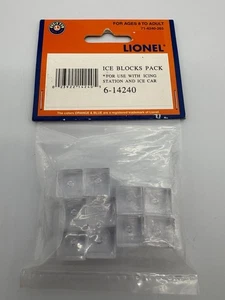 LIONEL
FOR AGES 8 TO ADULT
LIONEL
ICE BLOCKS PACK
*FOR USE WITH ICING
STATION AND ICE CAR
6-14240